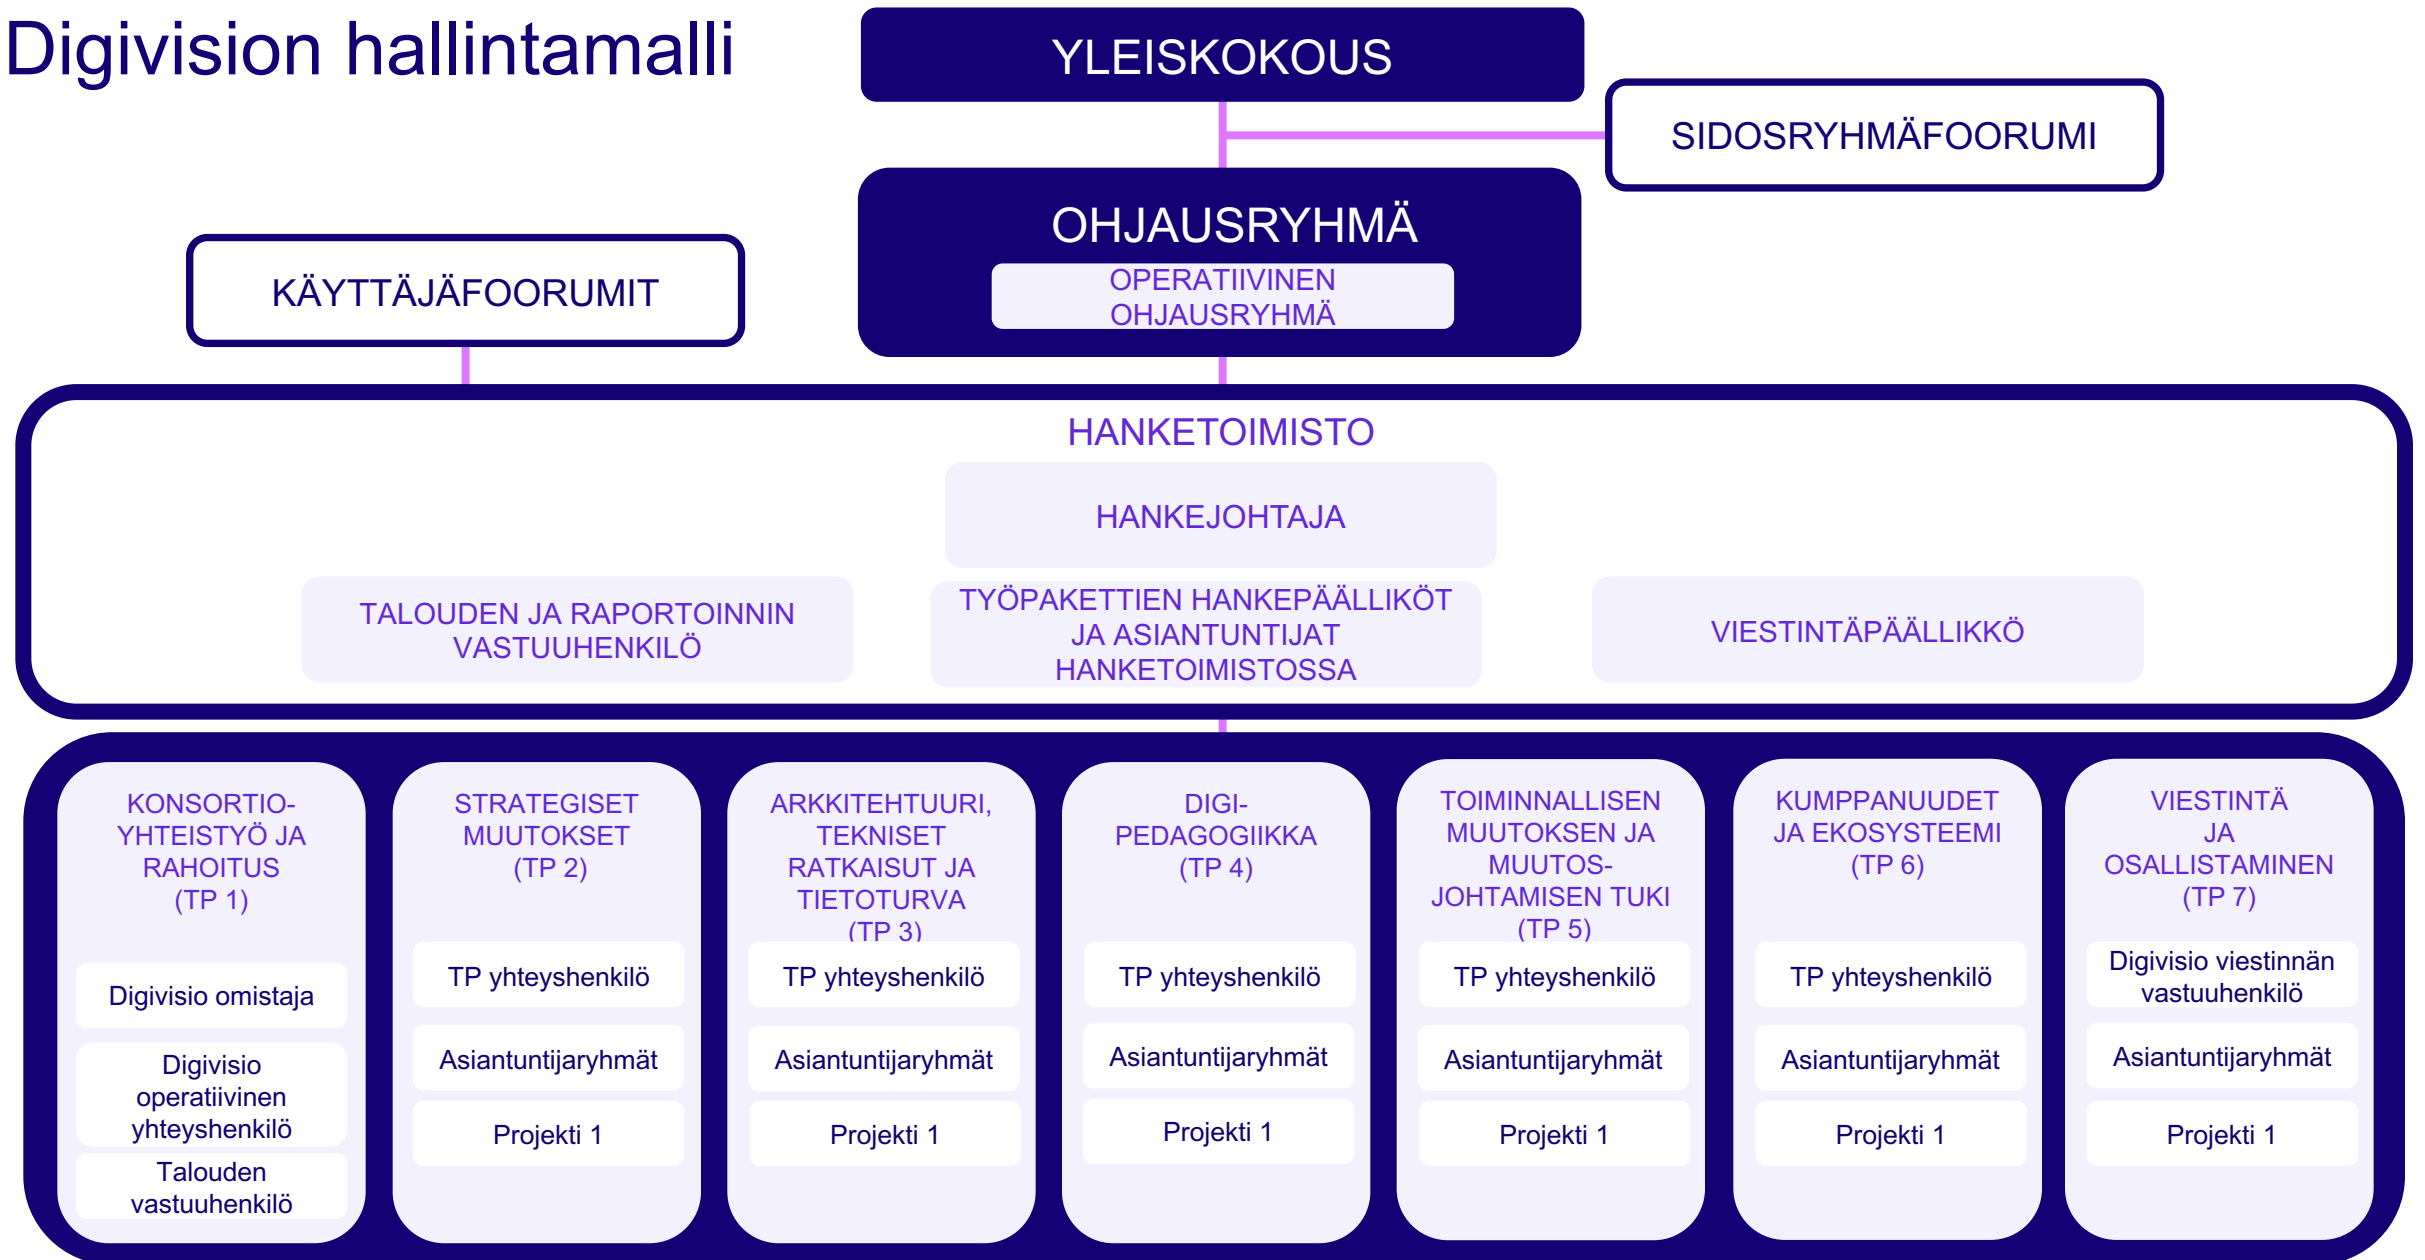 Digivision hallintamalli
YLEISKOKOUS
SIDOSRYHMÄFOORUMI
OHJAUSRYHMÄ
OPERATIIVINEN
OHJAUSRYHMÄ
KÄYTTÄJÄFOORUMIT
HANKETOIMISTO
HANKEJOHTAJA
TALOUDEN JA RAPORTOINNIN
VASTUUHENKILÖ
TYÖPAKETTIEN HANKEPÄÄLLIKÖT
JA ASIANTUNTIJAT
HANKETOIMISTOSSA
VIESTINTÄPÄÄLLIKKÖ
KONSORTIO-
YHTEISTYÖ JA
RAHOITUS
(TP 1)
Digivisio omistaja
Digivisio
operatiivinen
yhteyshenkilö
Talouden
vastuuhenkilö
STRATEGISET
MUUTOKSET
(TP 2)
TP yhteyshenkilö
Asiantuntijaryhmät
Projekti 1
ARKKITEHTUURI,
TEKNISET
RATKAISUT JA
TIETOTURVA
(TP 3)
TP yhteyshenkilö
Asiantuntijaryhmät
Projekti 1
DIGI-
PEDAGOGIIKKA
(TP 4)
TP yhteyshenkilö
Asiantuntijaryhmät
Projekti 1
TOIMINNALLISEN
MUUTOKSEN JA
MUUTOS-
JOHTAMISEN TUKI
(TP 5)
TP yhteyshenkilö
Asiantuntijaryhmät
Projekti 1
KUMPPANUUDET
JA EKOSYSTEEMI
(TP 6)
TP yhteyshenkilö
Asiantuntijaryhmät
Projekti 1
VIESTINTÄ
JA
OSALLISTAMINEN
(TP 7)
Digivisio viestinnän
vastuuhenkilö
Asiantuntijaryhmät
Projekti 1